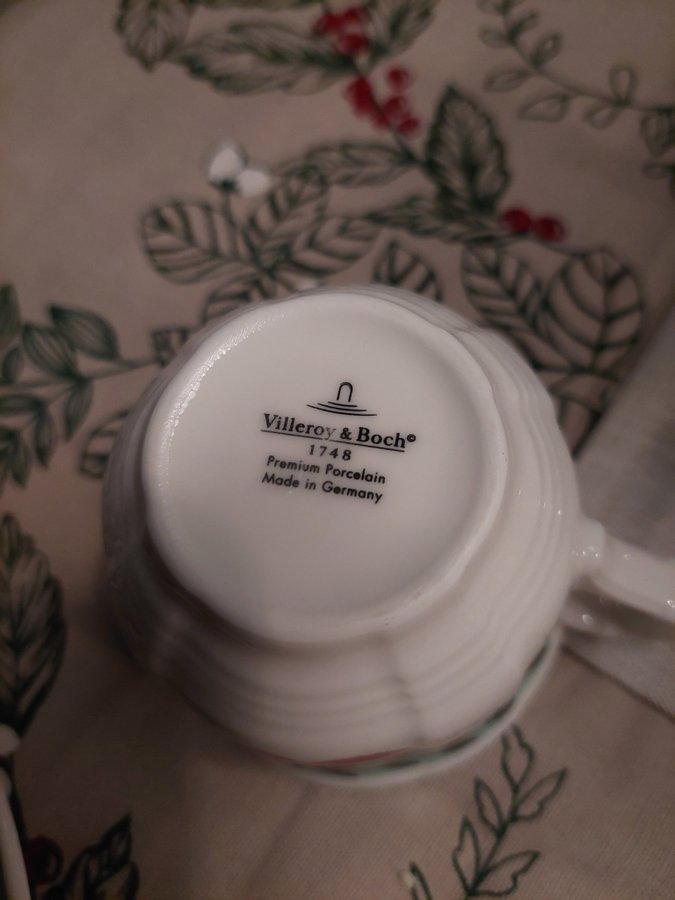 Villeroy & Boch©
1748
Premium Porcelain
Made in Germany